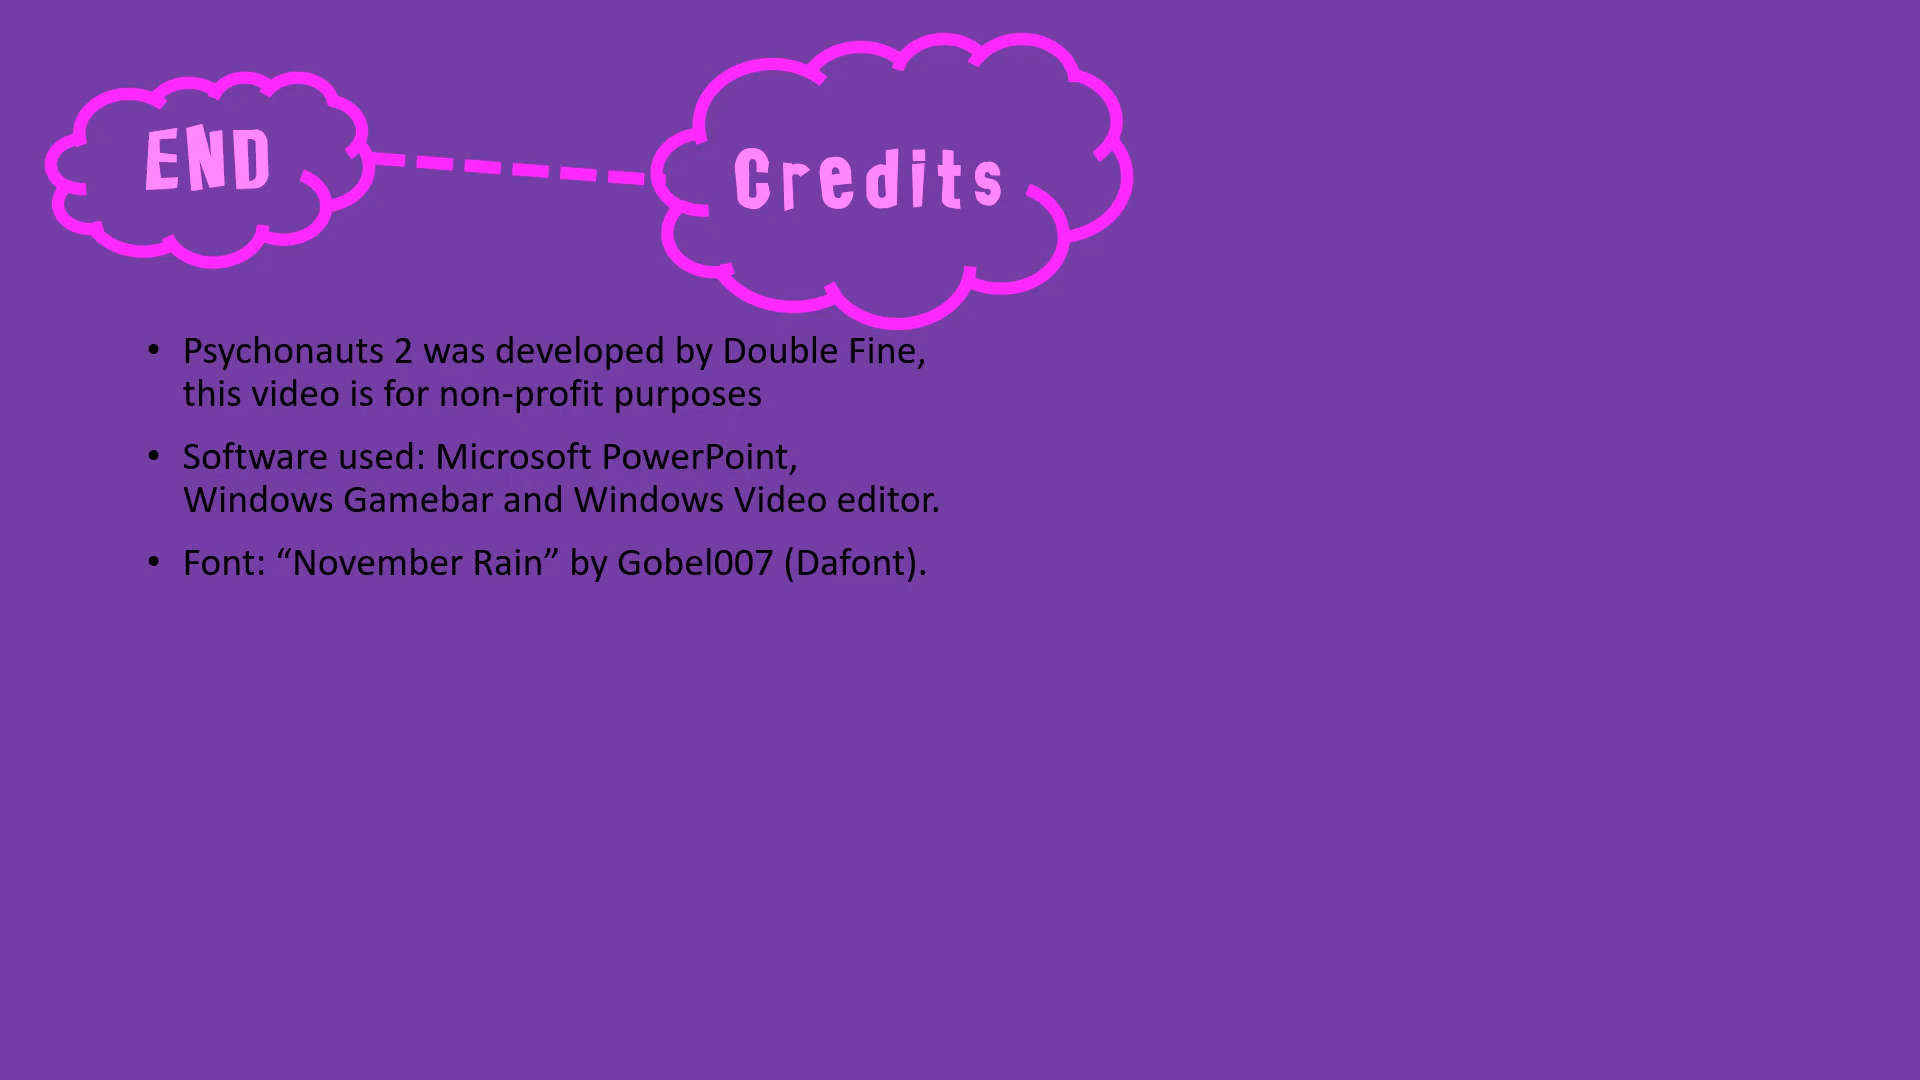 END
Credits
• Psychonauts 2 was developed by Double Fine,
this video is for non-profit purposes
• Software used: Microsoft PowerPoint,
Windows Gamebar and Windows Video editor.
• Font: “November Rain” by Gobel007 (Dafont).